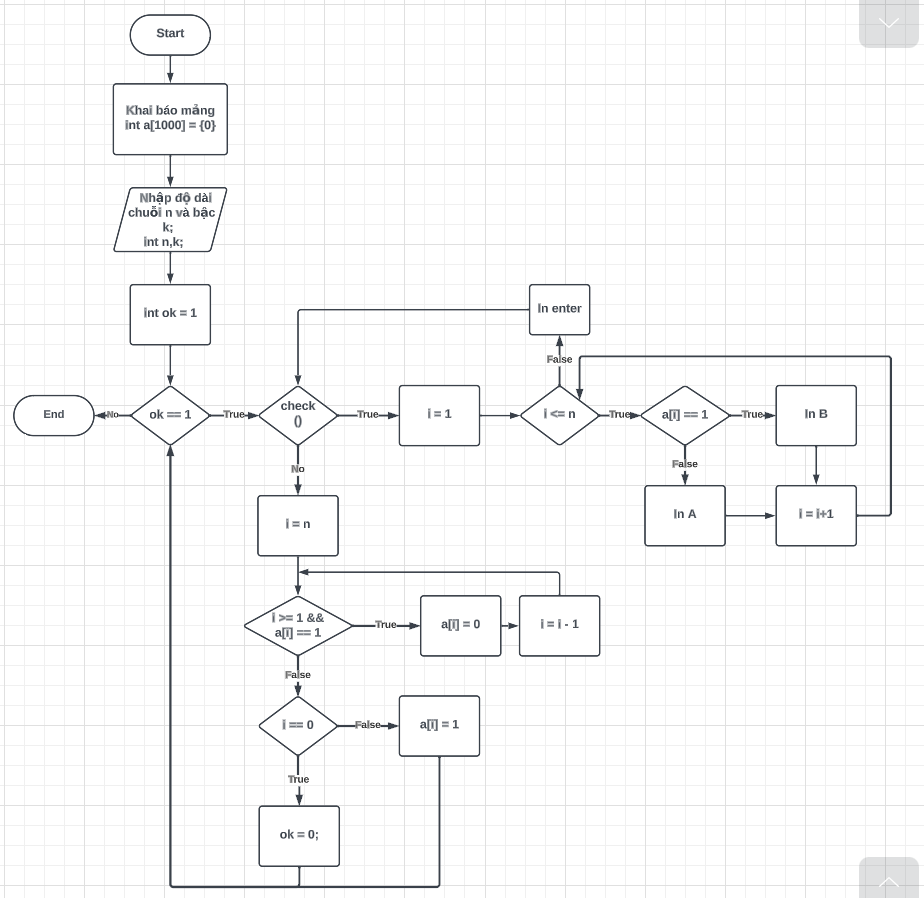 Start
Khai báo mảng
int a[1000] = {0}
Nhập độ dài
chuỗi n và bậc
k;
int n,k;
int ok = 1
In enter
False
End
No
ok == 1
True
check
()
True
i = 1
i <= n
True
a[i] == 1
True
In B
No
False
i = n
In A
i = i+1
i >= 1 &&
a[i] == 1
True
a[i] = 0
i = i - 1
False
i == 0
False
a[i] = 1
True
ok = 0;